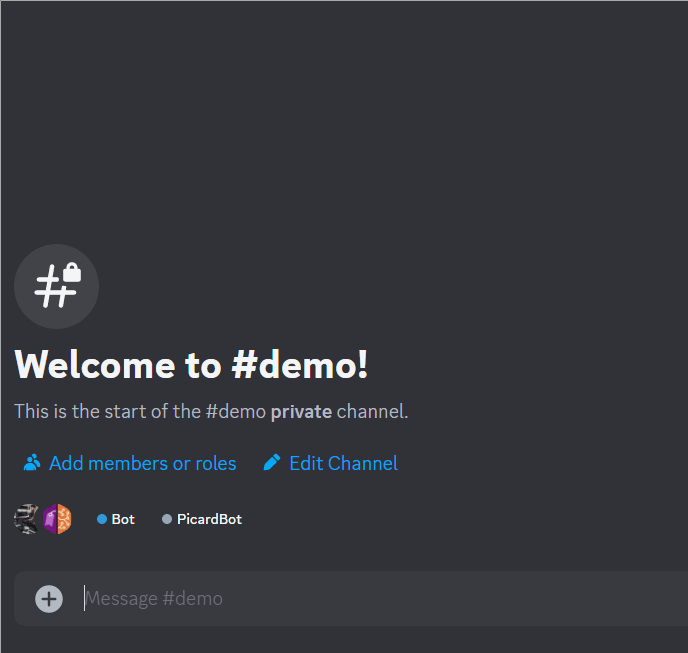 Welcome to #demo!
This is the start of the #demo private channel.
Add members or roles Edit Channel
Bot PicardBot
Message #demo